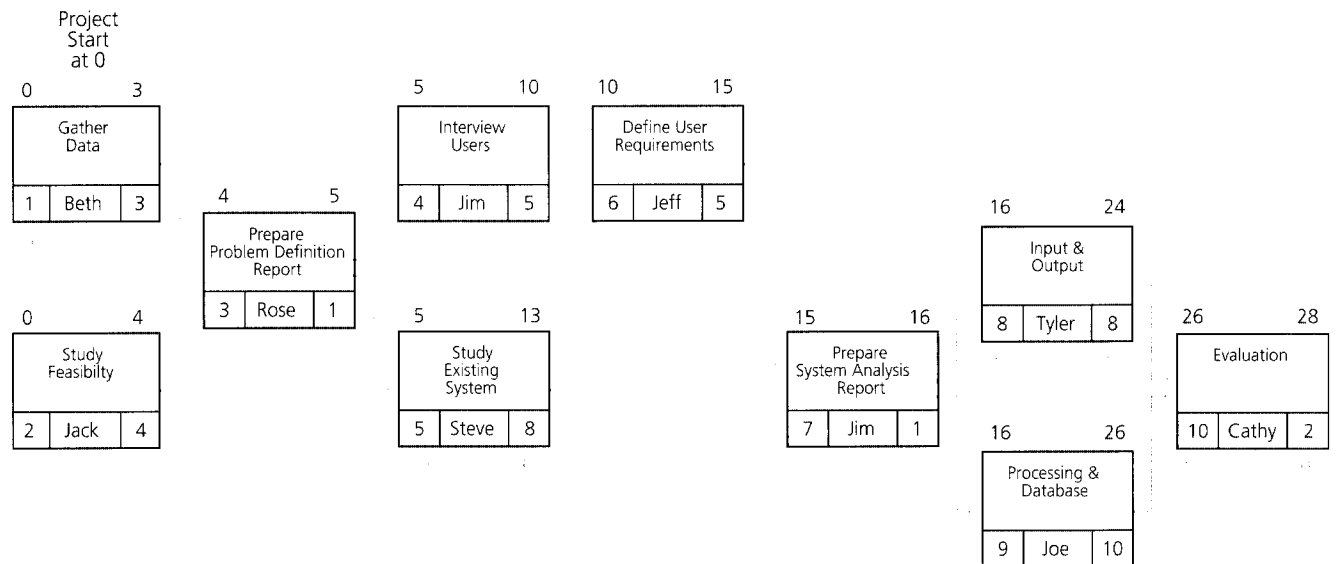 Project
Start
at 0
0 3
Gather
Data
1 Beth 3
0 4
Study
Feasibilty
2 Jack 4
4 5
Prepare
Problem Definition
Report
3 Rose 1
5 10
Interview
Users
4 Jim 5
5 13
Study
Existing
System
5 Steve 8
10 15
Define User
Requirements
6 Jeff 5
15 16
Prepare
System Analysis
Report
7 Jim 1
16 24
Input &
Output
8 Tyler 8
16 26
Processing &
Database
9 Joe 10
26 28
Evaluation
10 Cathy 2